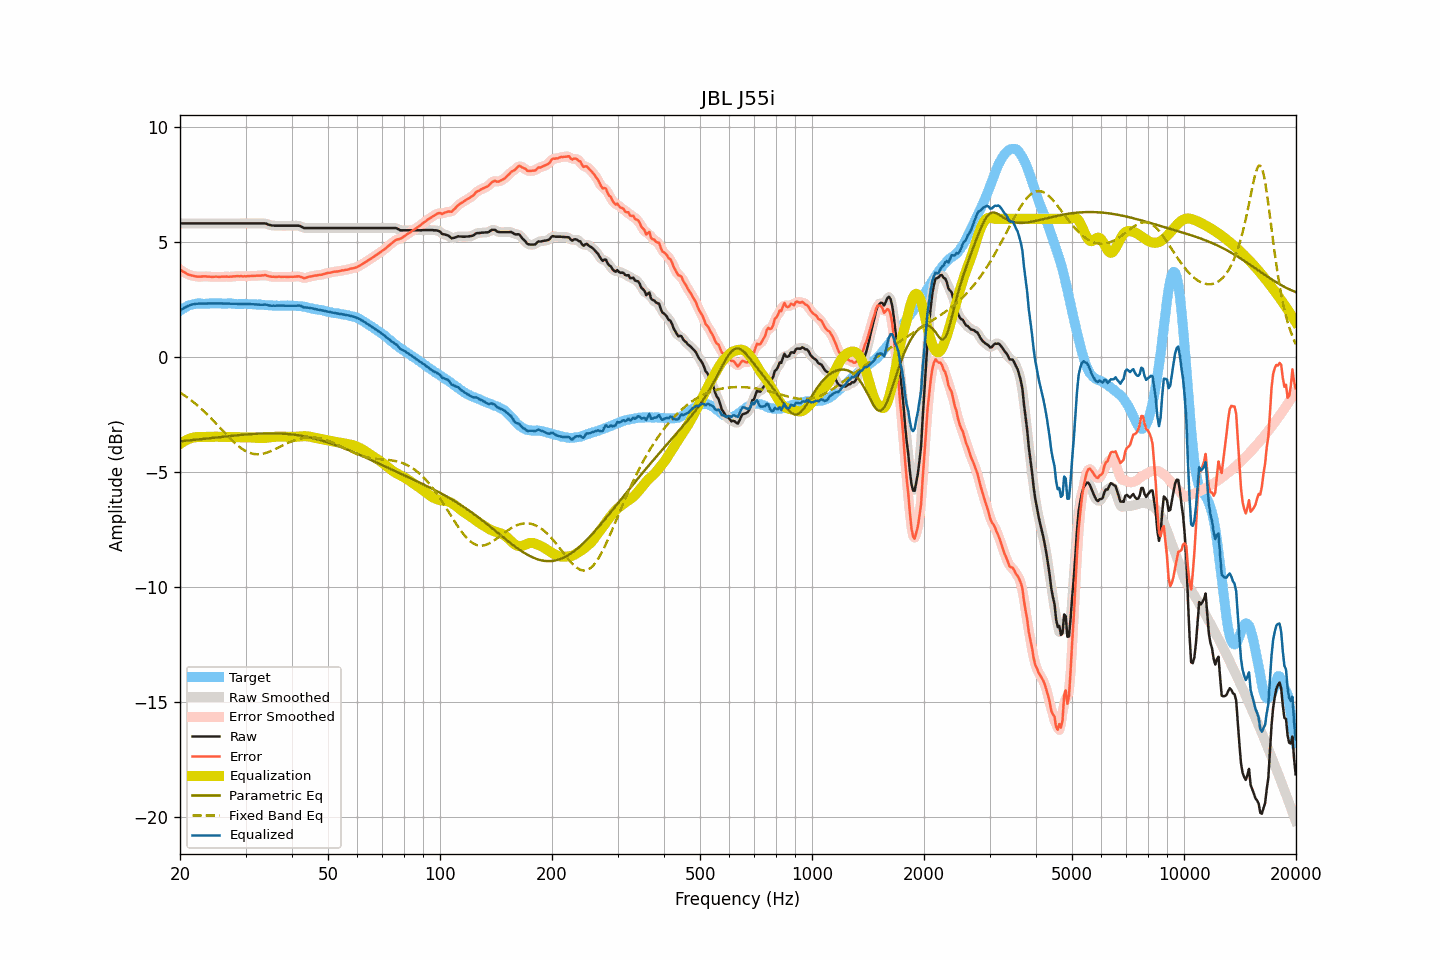 JBL J55i
10
5
0
−5
−10
−15
−20
Amplitude (dBr)
Target
Raw Smoothed
Error Smoothed
Raw
Error
Equalization
Parametric Eq
Fixed Band Eq
Equalized
20 50 100 200 500 1000 2000 5000 10000 20000
Frequency (Hz)